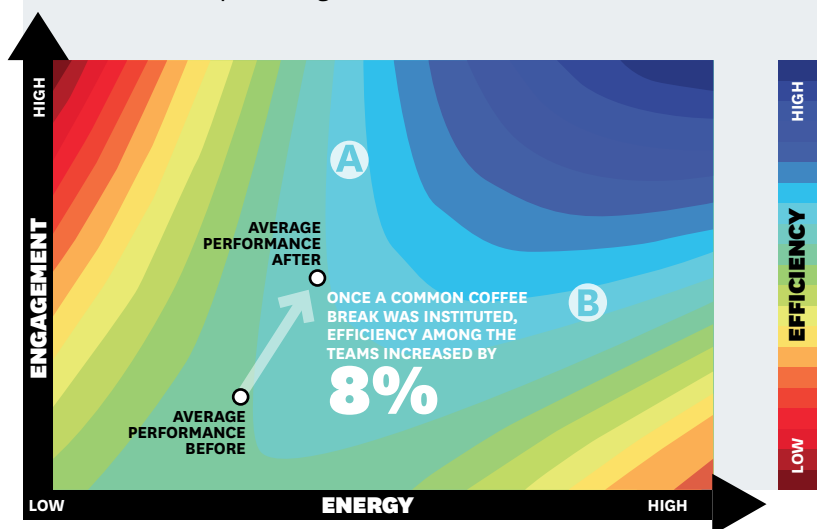 HIGH
ENGAGEMENT
LOW
ENERGY
HIGH
A
B
AVERAGE
PERFORMANCE
AFTER
ONCE A COMMON COFFEE
BREAK WAS INSTITUTED,
EFFICIENCY AMONG THE
TEAMS INCREASED BY
8%
AVERAGE
PERFORMANCE
BEFORE
HIGH
EFFICIENCY
LOW